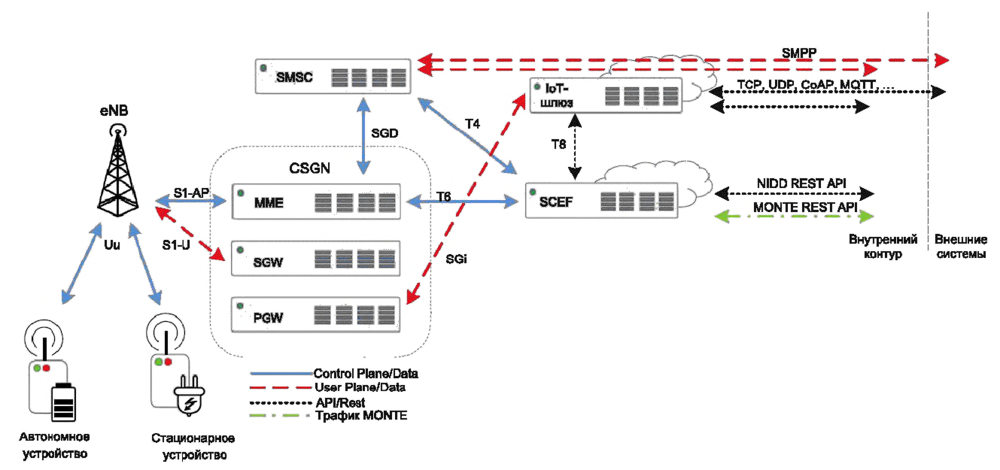 SMPP
SMSC
IoT-
шлюз
TCP, UDP, CoAP, MQTT, ...
eNB
SGD
T4
T8
CSGN
S1-AP
MME
T6
SCEF
NIDD REST API
MONTE REST API
Uu
S1-U
SGW
SGi
Внутренний
контур
Внешние
системы
PGW
Control Plane/Data
User Plane/Data
API/Rest
Трафик MONTE
Автономное
устройство
Стационарное
устройство